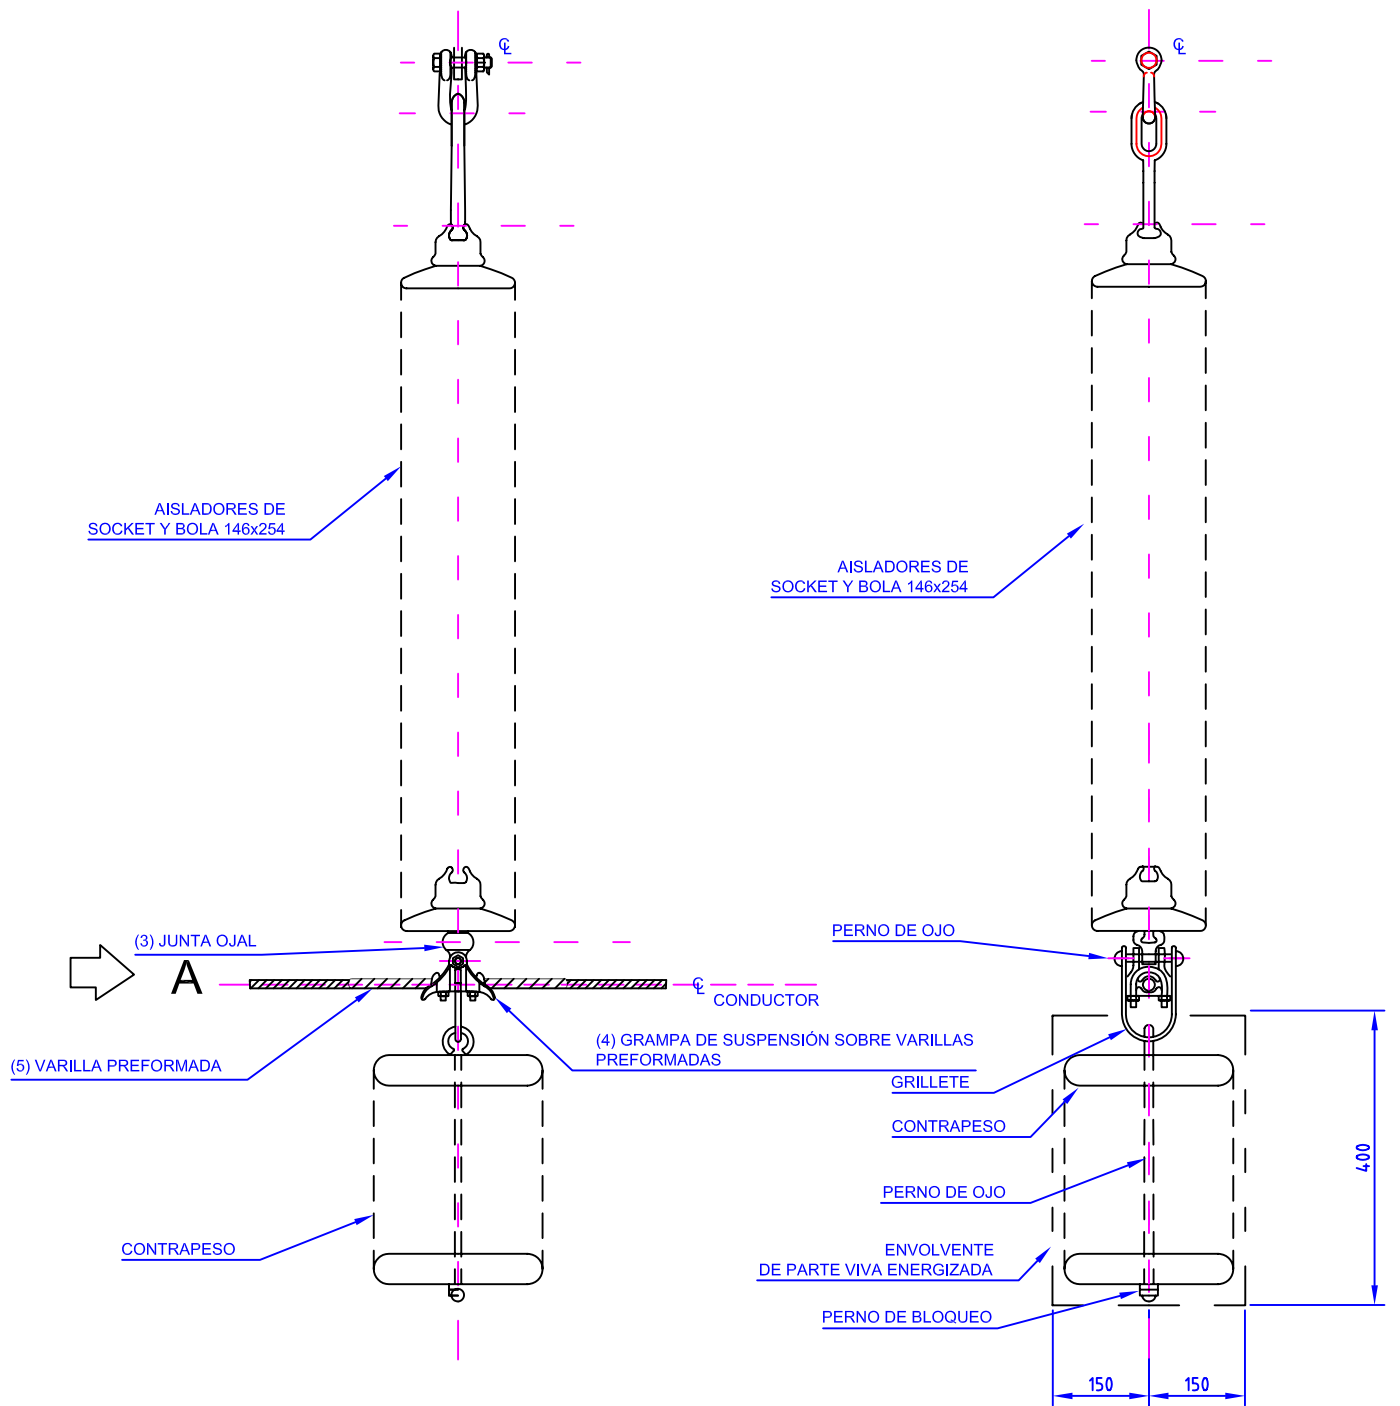 ℄
℄
AISLADORES DE
SOCKET Y BOLA 146x254
AISLADORES DE
SOCKET Y BOLA 146x254
(3) JUNTA OJAL
A
℄
CONDUCTOR
(5) VARILLA PREFORMADA
(4) GRAMPA DE SUSPENSIÓN SOBRE VARILLAS
PREFORMADAS
CONTRAPESO
PERNO DE OJO
GRILLETE
CONTRAPESO
PERNO DE OJO
ENVOLVENTE
DE PARTE VIVA ENERGIZADA
PERNO DE BLOQUEO
400
150
150